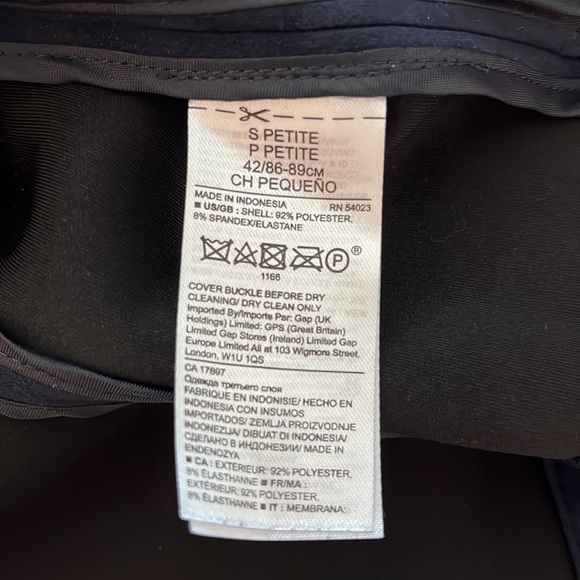 S PETITE
P PETITE
42/86-89CM
CH PEQUEÑO
MADE IN INDONESIA RN 54023
■ US/GB : SHELL: 92% POLYESTER,
8% SPANDEX/ELASTANE
P
1166
COVER BUCKLE BEFORE DRY
CLEANING/ DRY CLEAN ONLY
Imported By/Imports Par: Gap (UK
Holdings) Limited: GPS (Great Britain)
Limited Gap Stores (Ireland) Limited Gap
Europe Limited All at 103 Wigmore Street,
London, W1U 1QS
CA 17897
Одежда третьего слоя
FABRIQUE EN INDONISIE/ HECHO EN
INDONESIA CON INSUMOS
IMPORTADOS/ ZEMLJA PROIZVODNJE
INDONEZIJA/ DIBUAT DI INDONESIA/
СДЕЛАНО В ИНДОНЕЗИИ/ MADE IN
ENDENOZYA
■ CA : EXTÉRIEUR: 92% POLYESTER,
8% ÉLASTHANNE ■ FR/MA :
EXTÉRIEUR: 92% POLYESTER,
8% ÉLASTHANNE ■ IT : MEMBRANA: